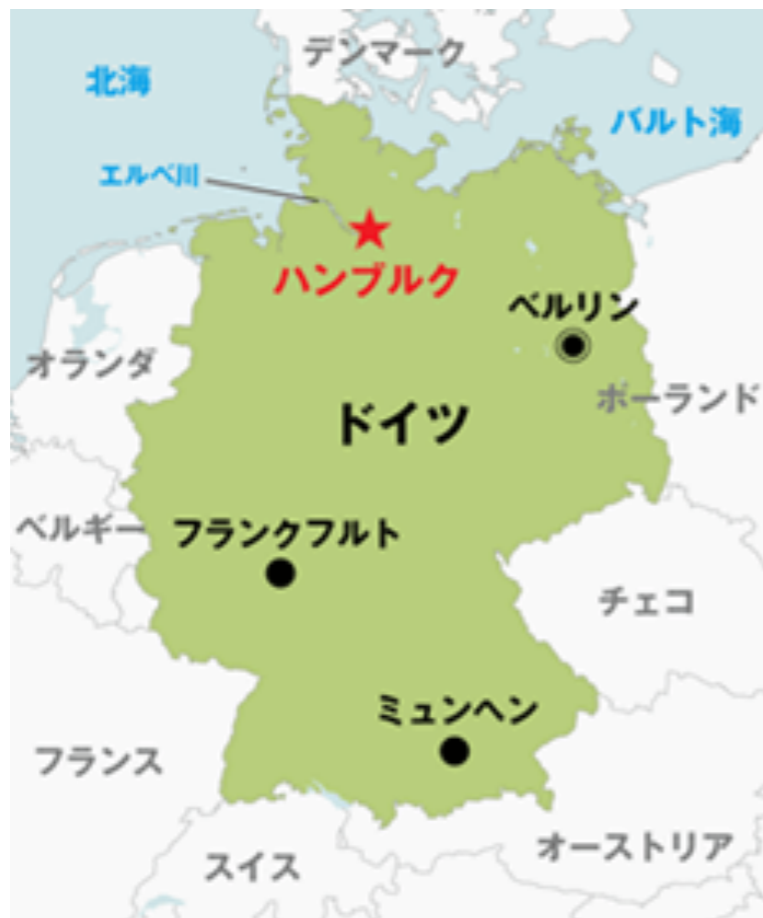 デンマーク
北海
バルト海
エルベ川
ハンブルク
ベルリン
オランダ
ポーランド
ドイツ
ベルギー
フランクフルト
チェコ
ミュンヘン
フランス
オーストリア
スイス